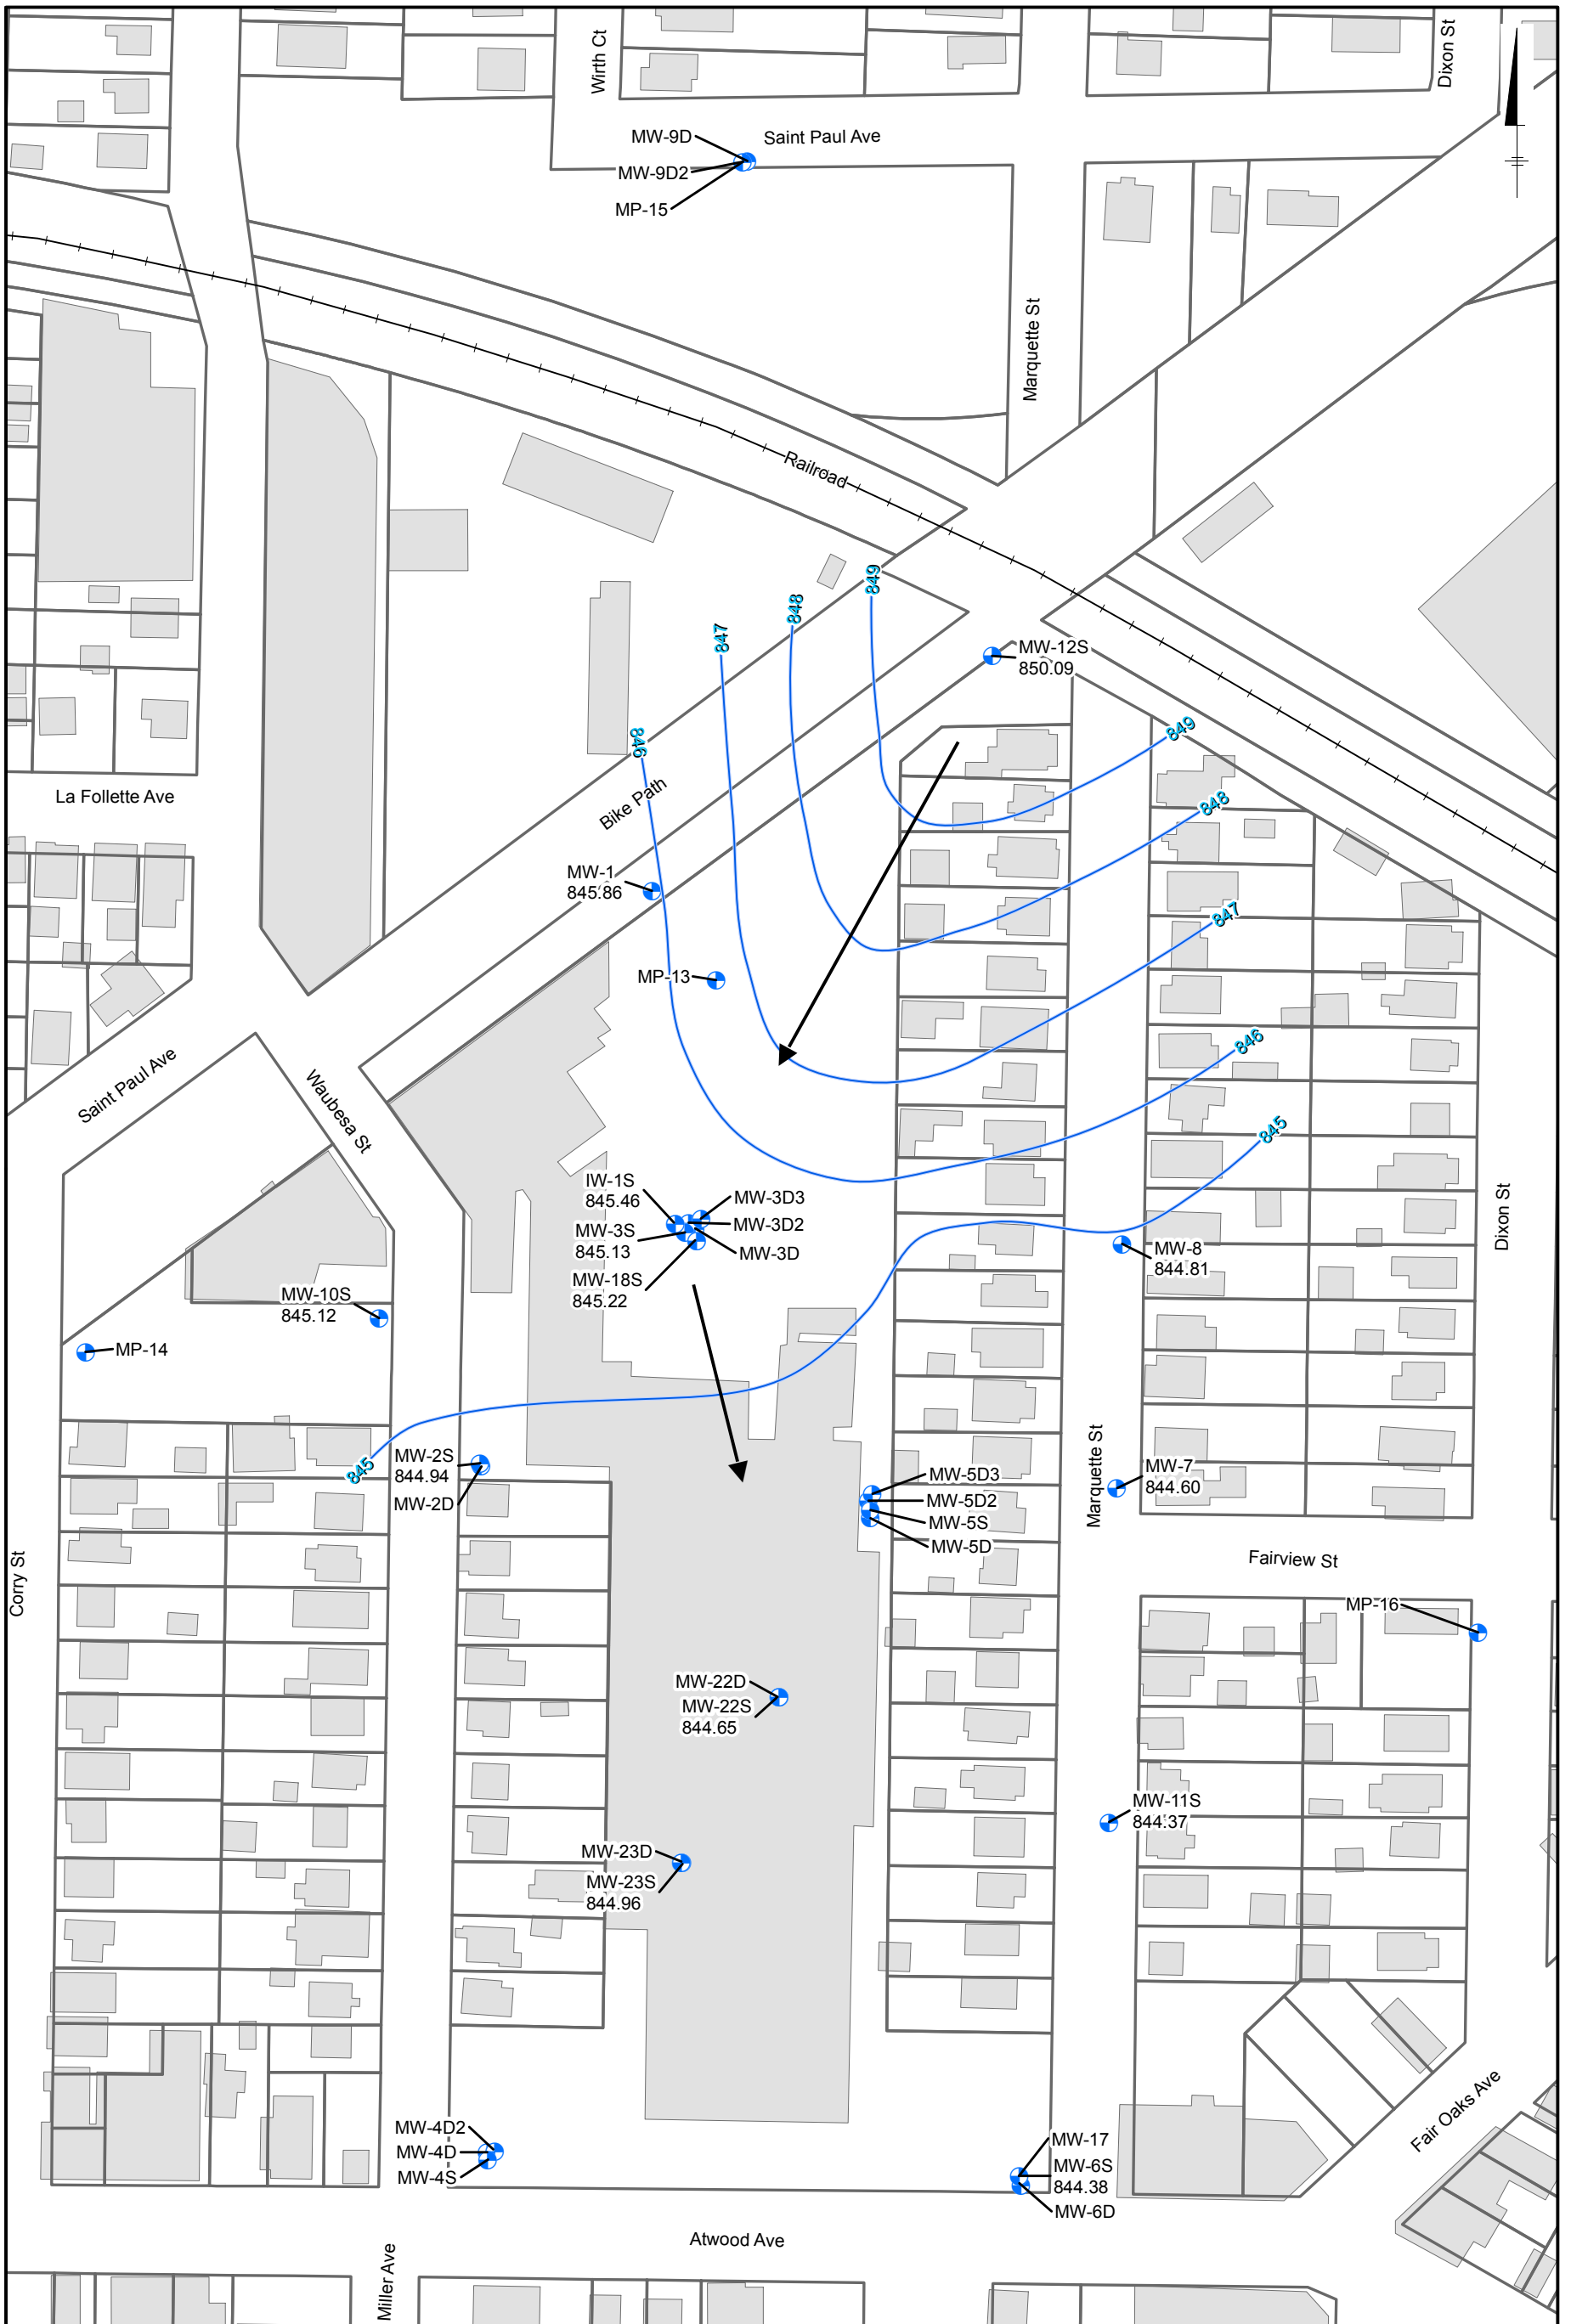 Wirth Ct
Dixon St
MW-9D
Saint Paul Ave
MW-9D2
MP-15
Marquette St
Railroad
849
848
847
MW-12S
850.09
846
849
La Follette Ave
Bike Path
848
MW-1
845.86
847
MP-13
846
Saint Paul Ave
Waubesa St
845
IW-1S
845.46
MW-3D3
MW-3D2
MW-3S
845.13
MW-3D
MW-18S
845.22
MW-8
844.81
Dixon St
MW-10S
845.12
MP-14
845
MW-2S
844.94
MW-2D
MW-5D3
MW-5D2
MW-5S
MW-5D
Marquette St
MW-7
844.60
Fairview St
Corry St
MP-16
MW-22D
MW-22S
844.65
MW-11S
844.37
MW-23D
MW-23S
844.96
Fair Oaks Ave
MW-4D2
MW-4D
MW-4S
MW-17
MW-6S
844.38
MW-6D
Atwood Ave
Miller Ave